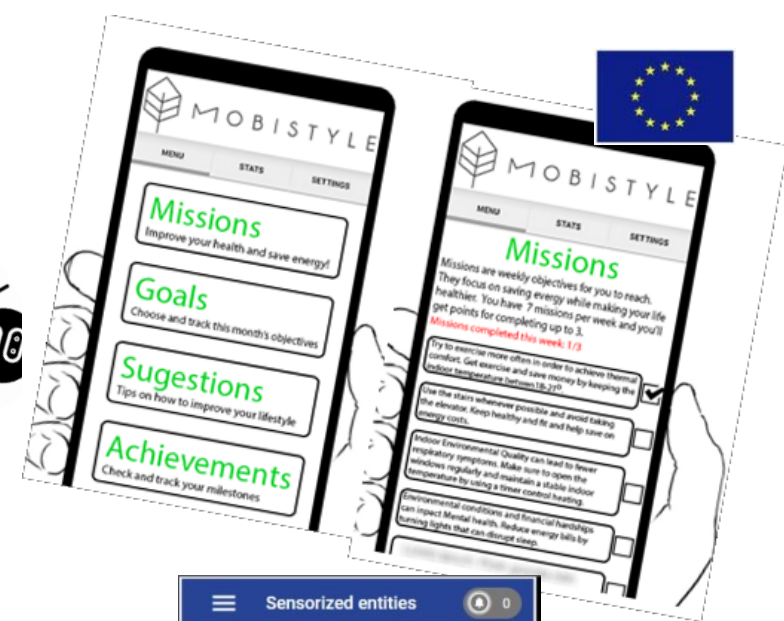 MOBISTYLE
MENU
STATS
SETTINGS
Missions
Improve your health and save energy!
Goals
Choose and track this month's objectives
Sugestions
Tips on how to improve your lifestyle
Achievements
Check and track your milestones
MOBISTYLE
MENU
STATS
SETTINGS
Missions
Missions are weekly objectives for you to reach.
They focus on saving evergy while making your life
healthier. You have 7 missions per week and you'll
get points for completing up to 3.
Missions completed this week: 1/3
Try to exercise more often in order to achieve thermal
comfort. Get exercise and save money by keeping the
indoor temperature
Use the stairs whenever possible and avoid taking
the elevator. Keep healthy and fit and help save on
energy costs.
Indoor Environmental Quality can lead to fewer
respiratory symptoms. Make sure to open the
windows regularly and maintain a stable indoor
temperature by using a timer control heating.
Environmental conditions and financial hardships
can inpact Mental health. Reduce energy bills by
turning lights that can disrupt sleep.
Sensorized entities
0